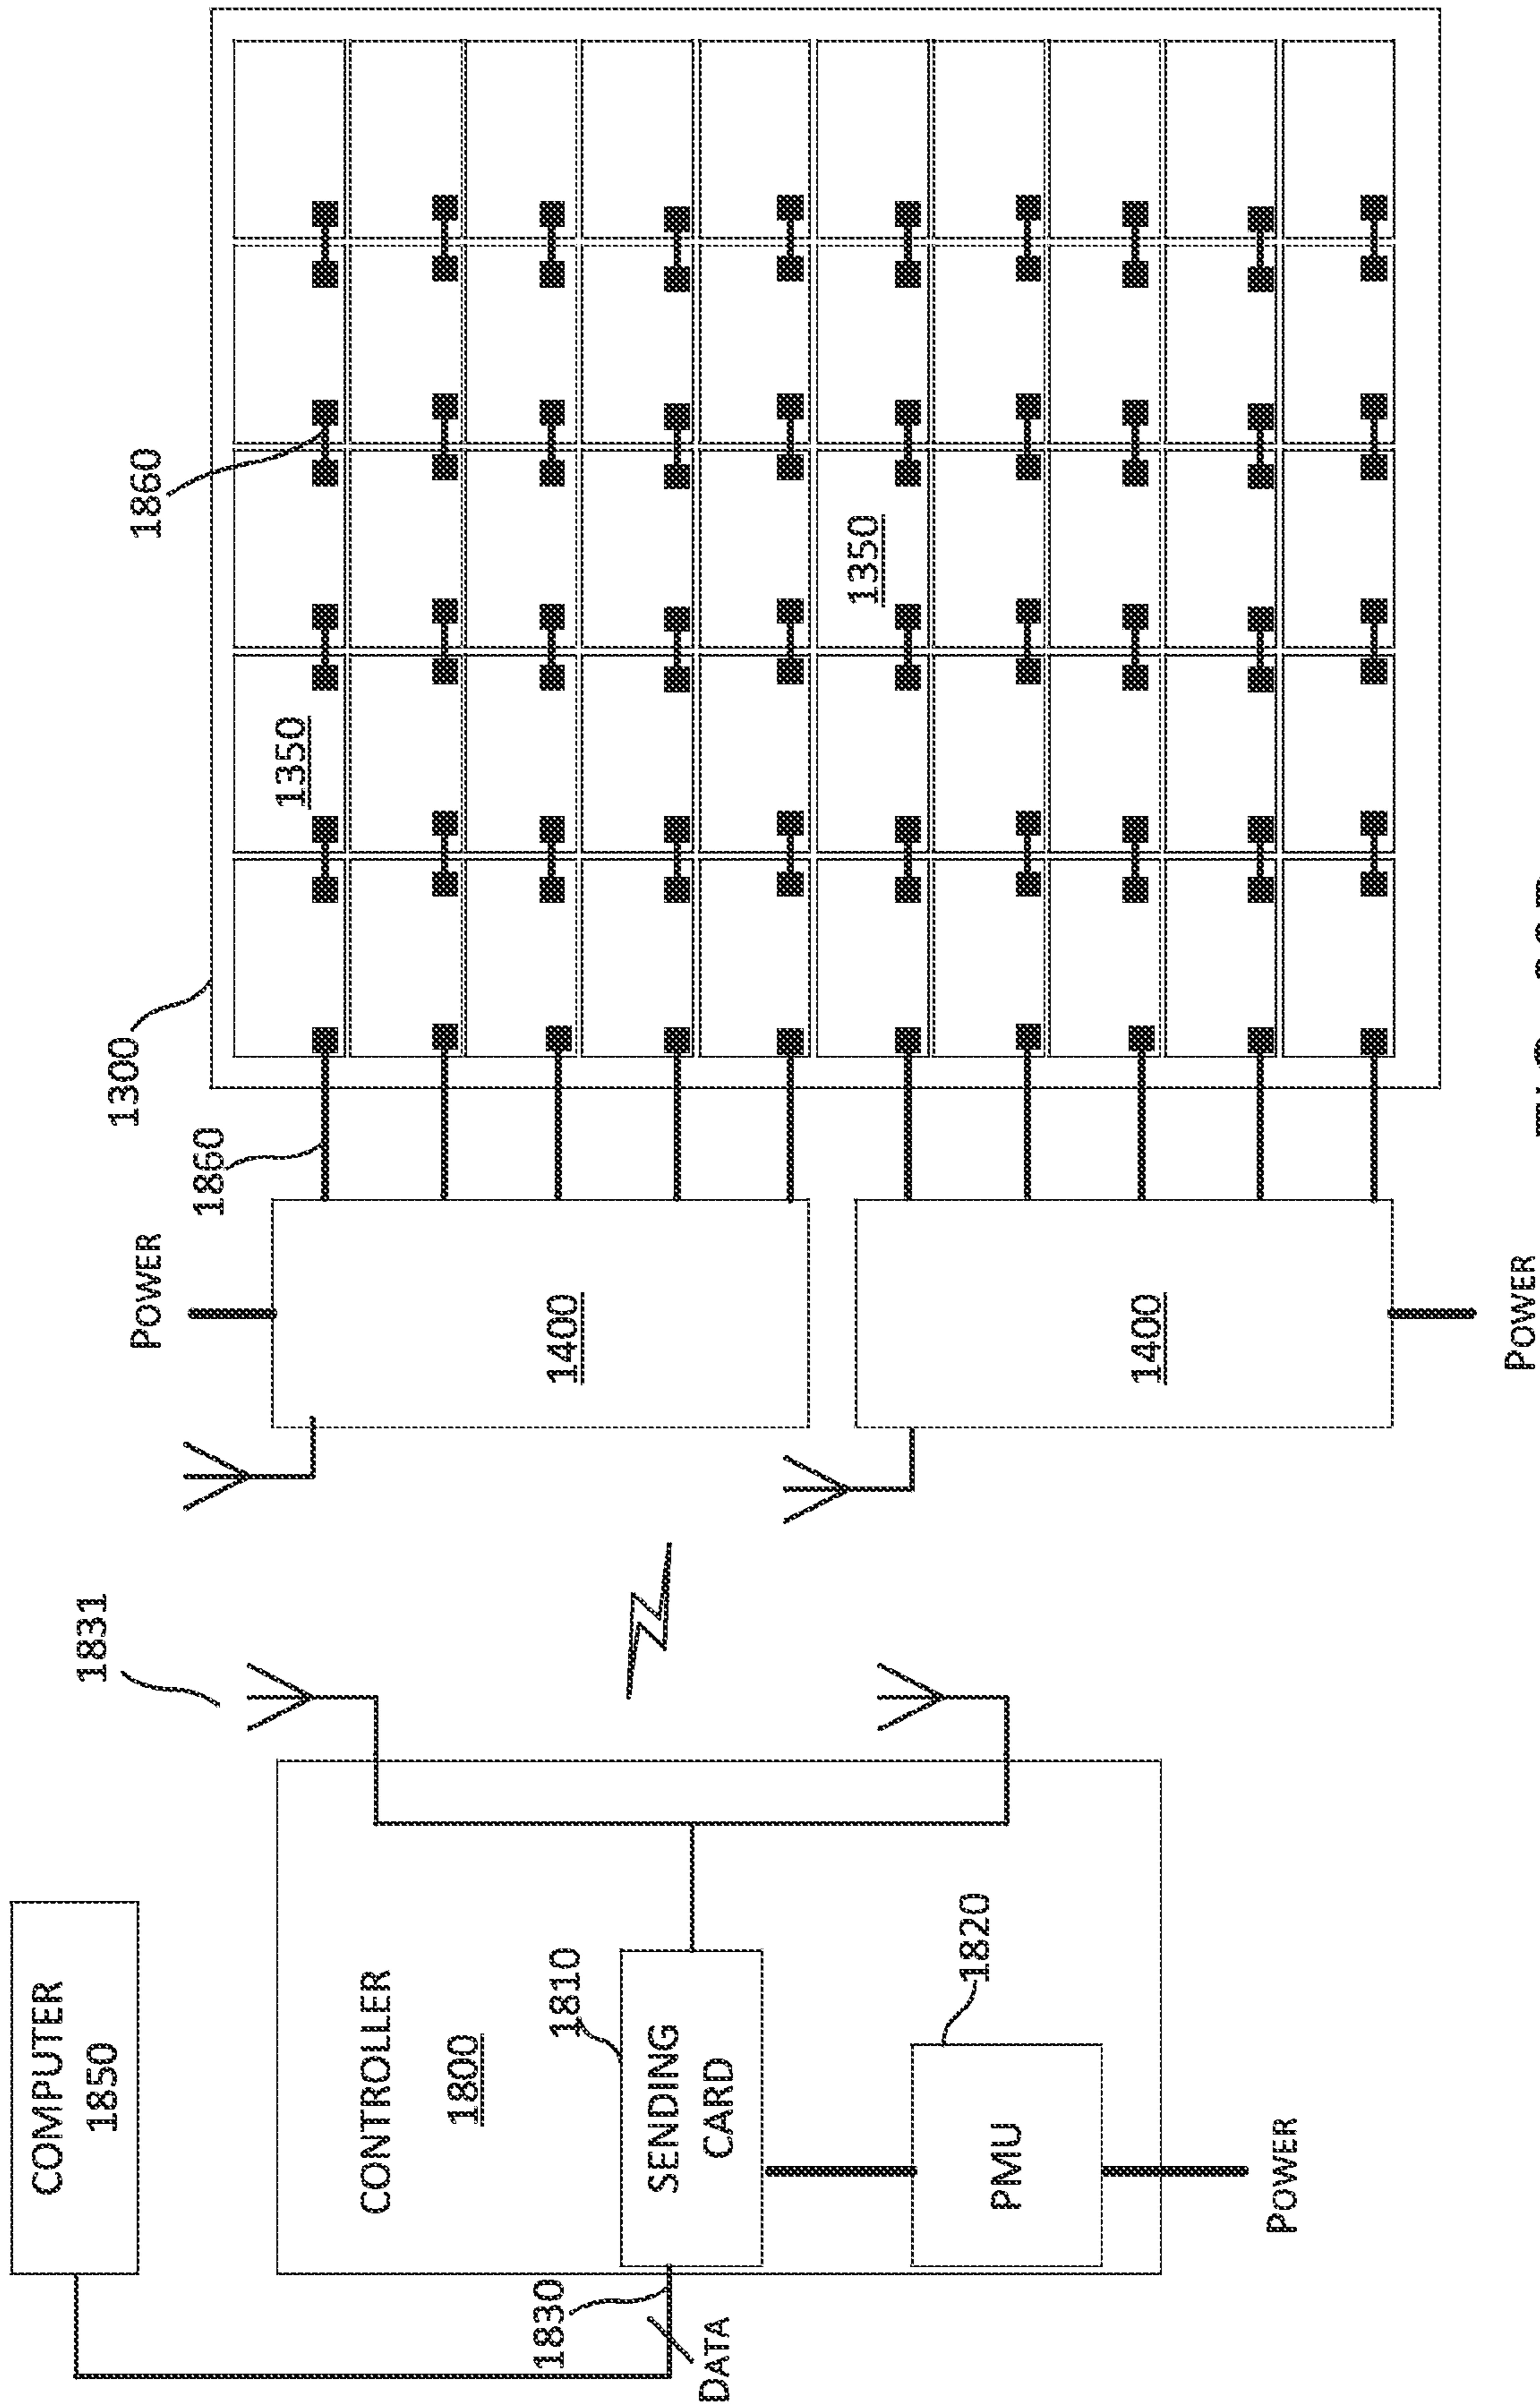 COMPUTER
1850
1831
POWER
1300
1860
1860
1350
CONTROLLER
1800
1830
1810
1400
SENDING
CARD
DATA
1350
1820
PMU
1400
POWER
POWER